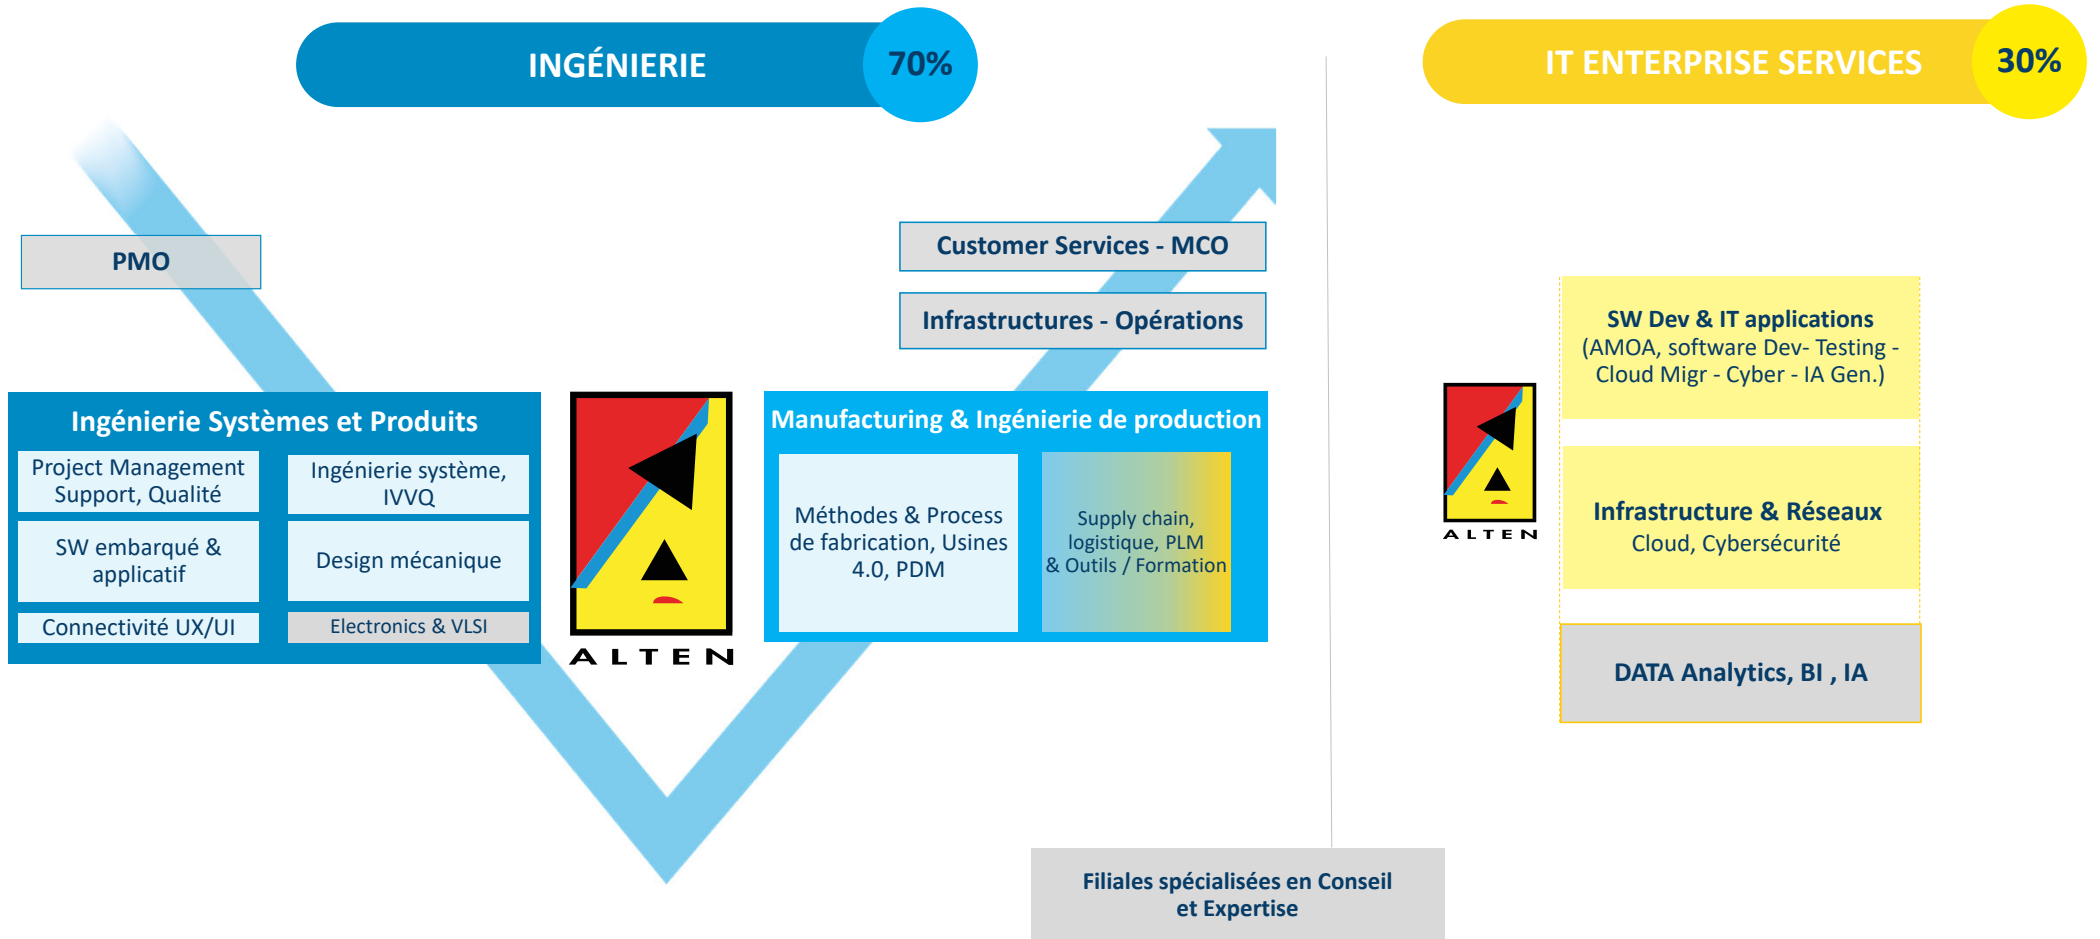 INGÉNIERIE
70%
IT ENTERPRISE SERVICES
30%
PMO
Customer Services - MCO
Infrastructures - Opérations
Ingénierie Systèmes et Produits
Project Management
Support, Qualité
Ingénierie système,
IVVQ
SW embarqué &
applicatif
Design mécanique
Connectivité UX/UI
Electronics & VLSI
ALTEN
Manufacturing & Ingénierie de production
Méthodes & Process
de fabrication, Usines
4.0, PDM
Supply chain,
logistique, PLM
& Outils / Formation
ALTEN
SW Dev & IT applications
(AMOA, software Dev- Testing -
Cloud Migr - Cyber - IA Gen.)
Infrastructure & Réseaux
Cloud, Cybersécurité
DATA Analytics, BI , IA
Filiales spécialisées en Conseil
et Expertise